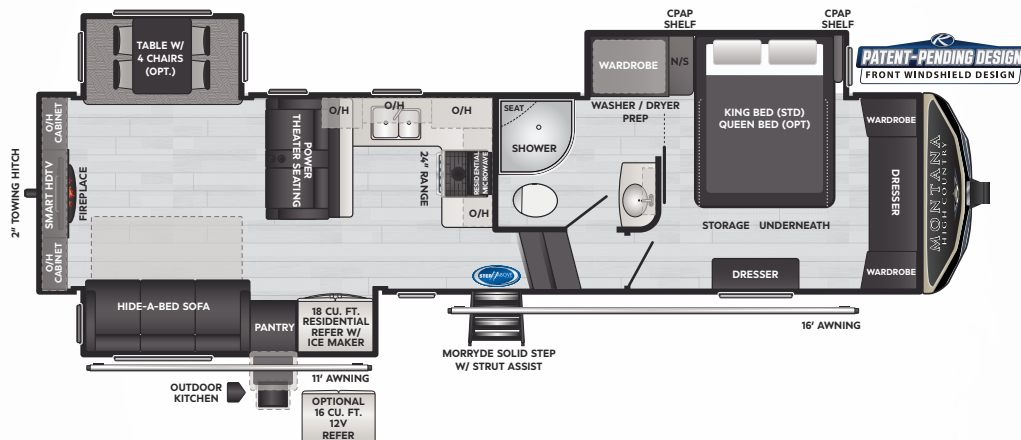 CPAP
SHELF
CPAP
SHELF
PATENT-PENDING DESIGN
FRONT WINDSHIELD DESIGN
TABLE W/
4 CHAIRS
(OPT.)
WARDROBE
N/S
WASHER / DRYER
PREP
KING BED (STD)
QUEEN BED (OPT)
WARDROBE
O/H
CABINET
O/H
O/H
O/H
SEAT
SHOWER
2" TOWING HITCH
SMART HDTV
FIREPLACE
POWER
THEATER SEATING
24" RANGE
RESIDENTIAL
MICROWAVE
O/H
DRESSER
MONTANA
HIGH COUNTRY
STORAGE UNDERNEATH
O/H
CABINET
STEP ABOVE
DRESSER
WARDROBE
HIDE-A-BED SOFA
PANTRY
18 CU. FT.
RESIDENTIAL
REFER W/
ICE MAKER
16' AWNING
MORRYDE SOLID STEP
W/ STRUT ASSIST
11' AWNING
OUTDOOR
KITCHEN
OPTIONAL
16 CU. FT.
12V
REFER